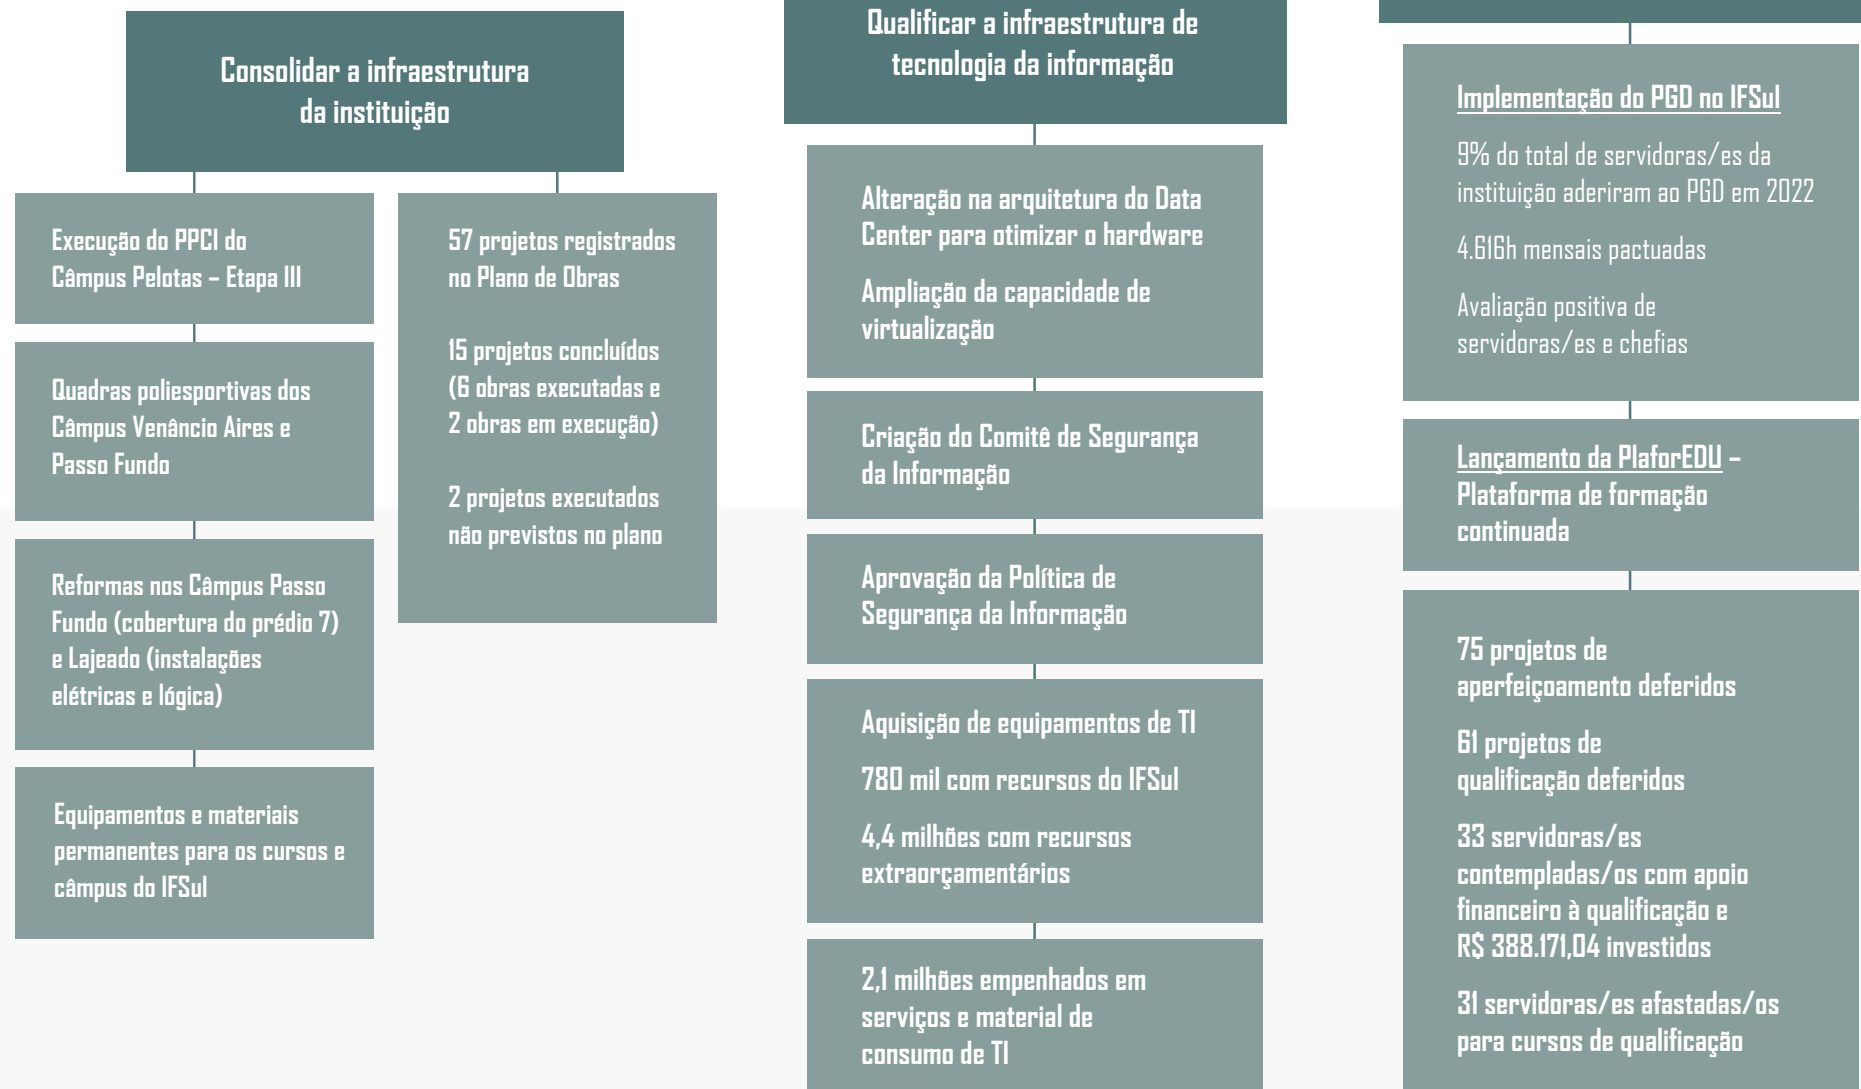 Consolidar a infraestrutura
da instituição
Execução do PPCI do
Câmpus Pelotas – Etapa III
Quadras poliesportivas dos
Câmpus Venâncio Aires e
Passo Fundo
Reformas nos Câmpus Passo
Fundo (cobertura do prédio 7)
e Lajeado (instalações
elétricas e lógica)
Equipamentos e materiais
permanentes para os cursos e
câmpus do IFSul
57 projetos registrados
no Plano de Obras
15 projetos concluídos
(6 obras executadas e
2 obras em execução)
2 projetos executados
não previstos no plano
Qualificar a infraestrutura de
tecnologia da informação
Alteração na arquitetura do Data
Center para otimizar o hardware
Ampliação da capacidade de
virtualização
Criação do Comitê de Segurança
da Informação
Aprovação da Política de
Segurança da Informação
Aquisição de equipamentos de TI
780 mil com recursos do IFSul
4,4 milhões com recursos
extraorçamentários
2,1 milhões empenhados em
serviços e material de
consumo de TI
Implementação do PGD no IFSul
9% do total de servidoras/es da
instituição aderiram ao PGD em 2022
4.616h mensais pactuadas
Avaliação positiva de
servidoras/es e chefias
Lançamento da PlaforEDU –
Plataforma de formação
continuada
75 projetos de
aperfeiçoamento deferidos
61 projetos de
qualificação deferidos
33 servidoras/es
contempladas/os com apoio
financeiro à qualificação e
R$ 388.171,04 investidos
31 servidoras/es afastadas/os
para cursos de qualificação